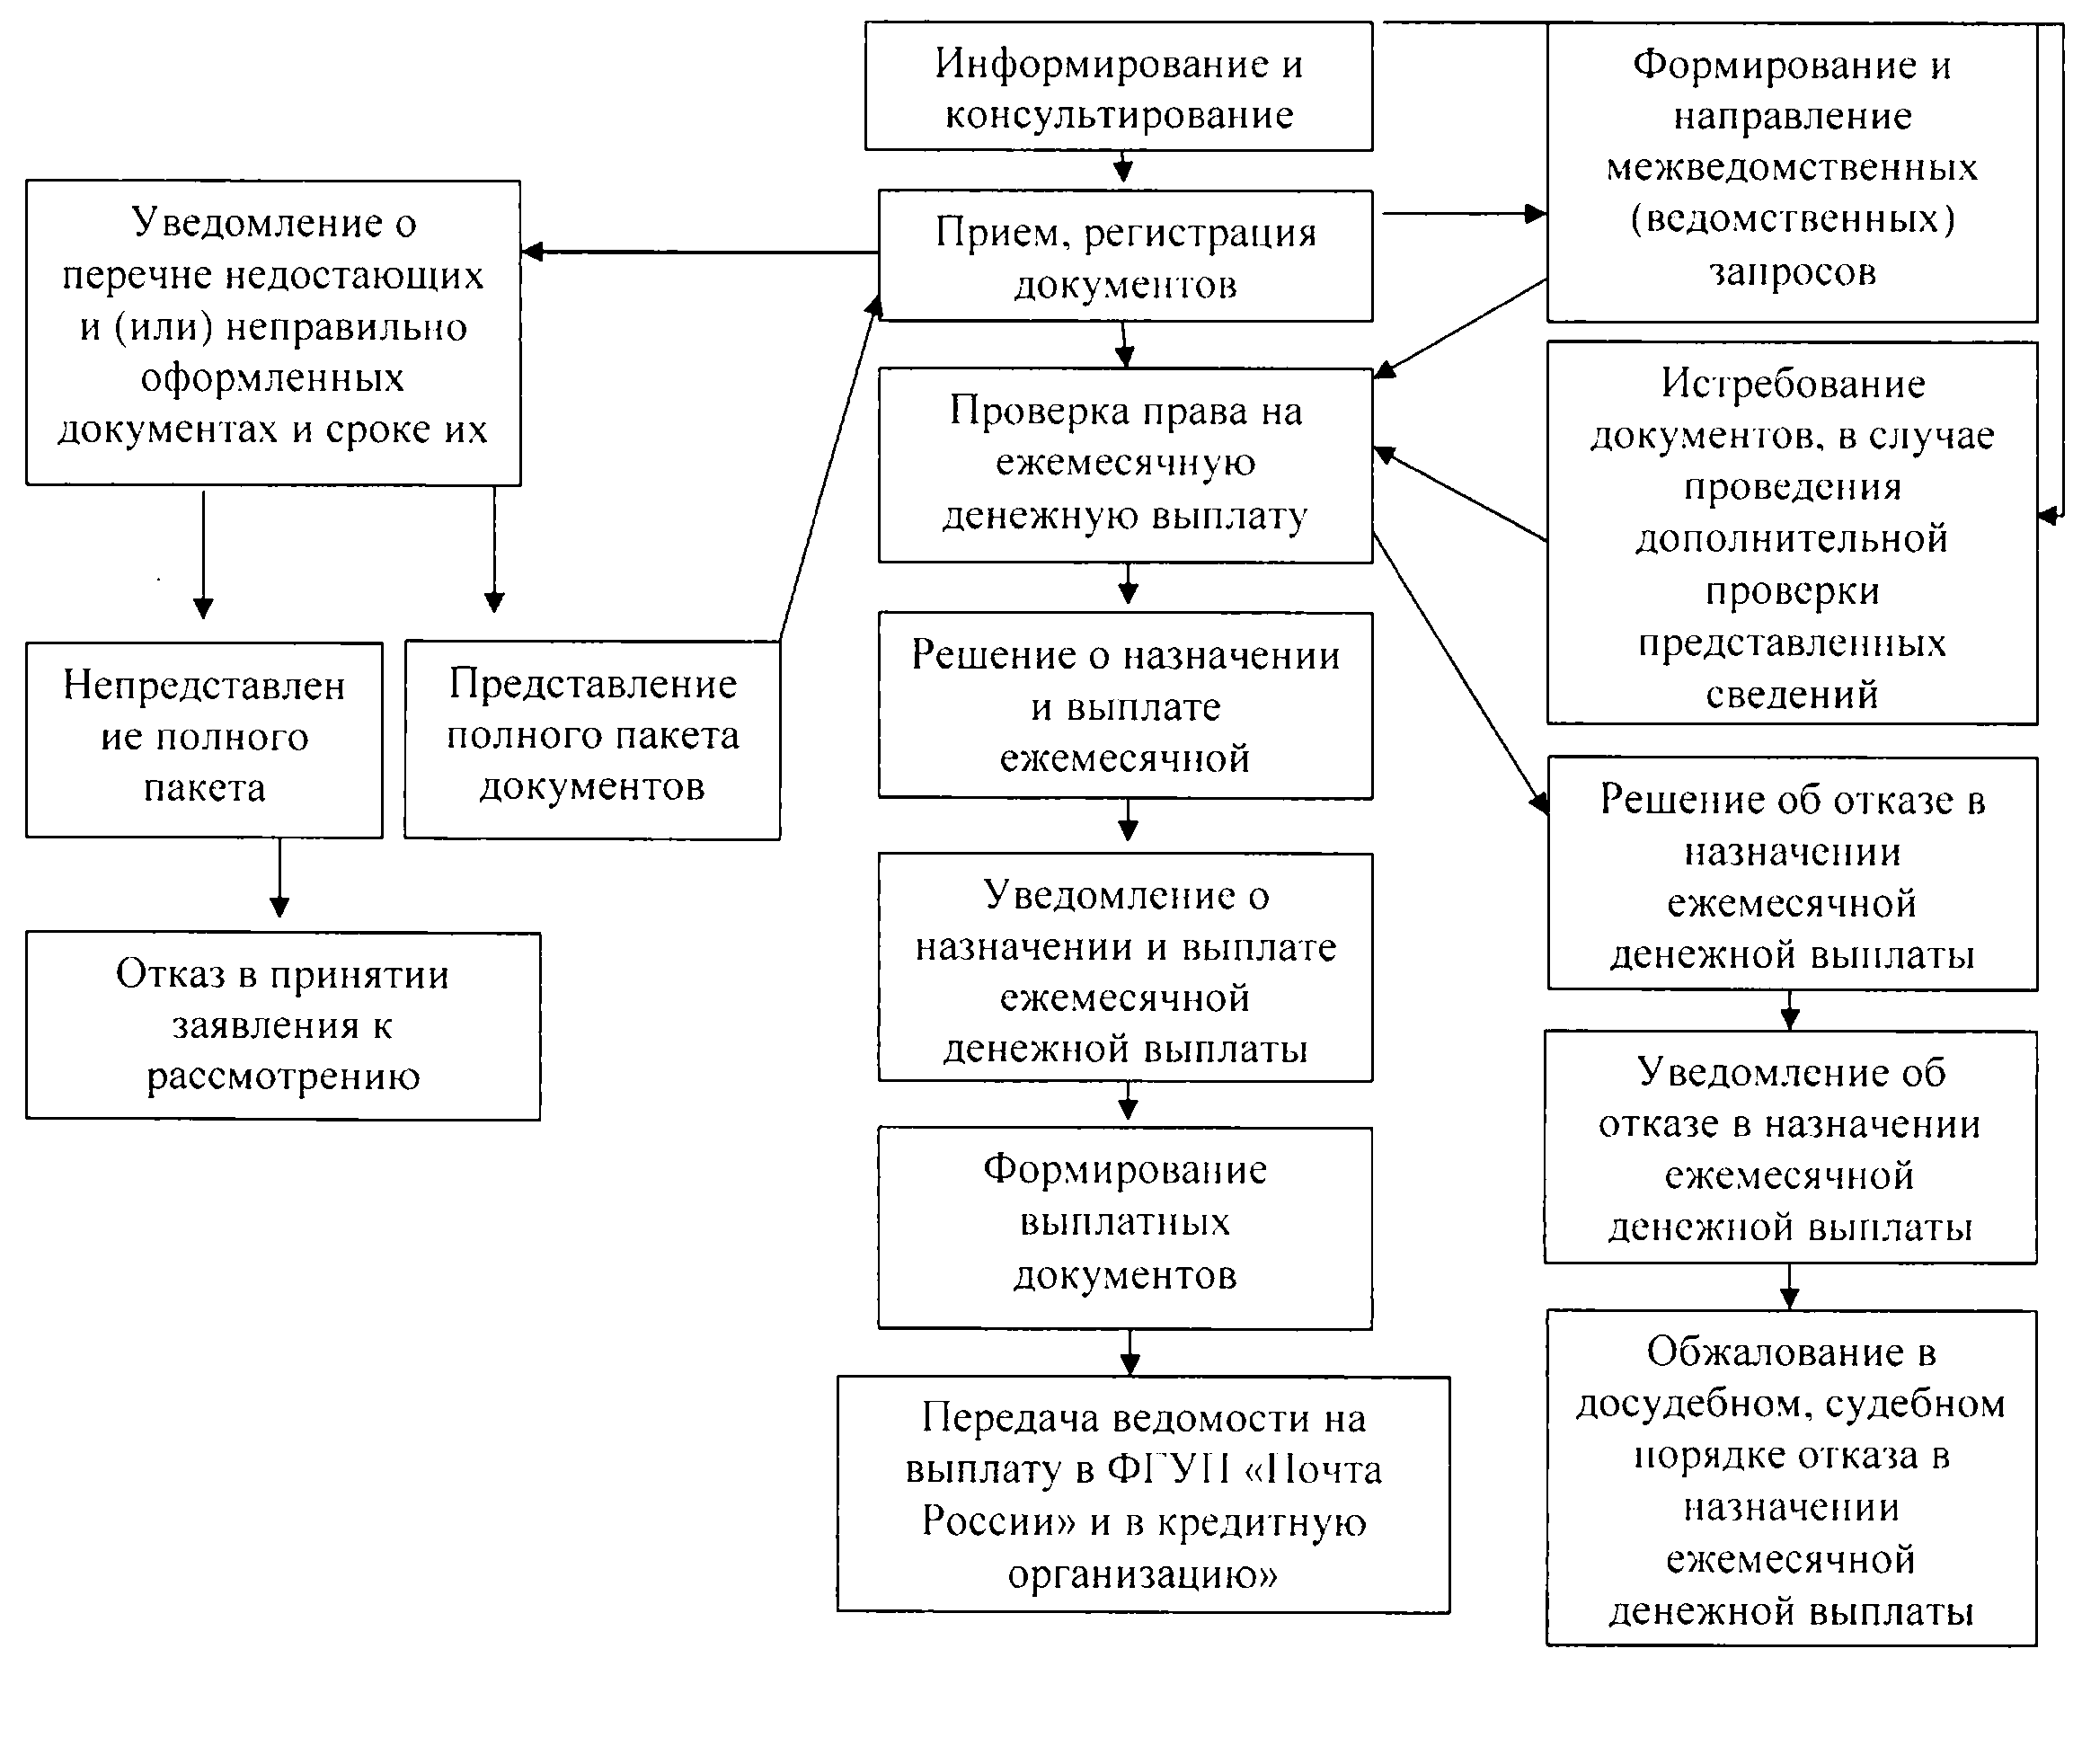 Информирование и
консультирование
Формирование и
направление
межведомственных
(ведомственных)
запросов
Уведомление о
перечне недостающих
и (или) неправильно
оформленных
документах и сроке их
Прием, регистрация
документов
Проверка права на
ежемесячную
денежную выплату
Истребование
документов, в случае
проведения
дополнительной
проверки
представленных
сведений
Непредставлен
ие полного
пакета
Представление
полного пакета
документов
Решение о назначении
и выплате
ежемесячной
Решение об отказе в
назначении
ежемесячной
денежной выплаты
Отказ в принятии
заявления к
рассмотрению
Уведомление о
назначении и выплате
ежемесячной
денежной выплаты
Уведомление об
отказе в назначении
ежемесячной
денежной выплаты
Формирование
выплатных
документов
Обжалование в
досудебном, судебном
порядке отказа в
назначении
ежемесячной
денежной выплаты
Передача ведомости на
выплату в ФГУП «Почта
России» и в кредитную
организацию»